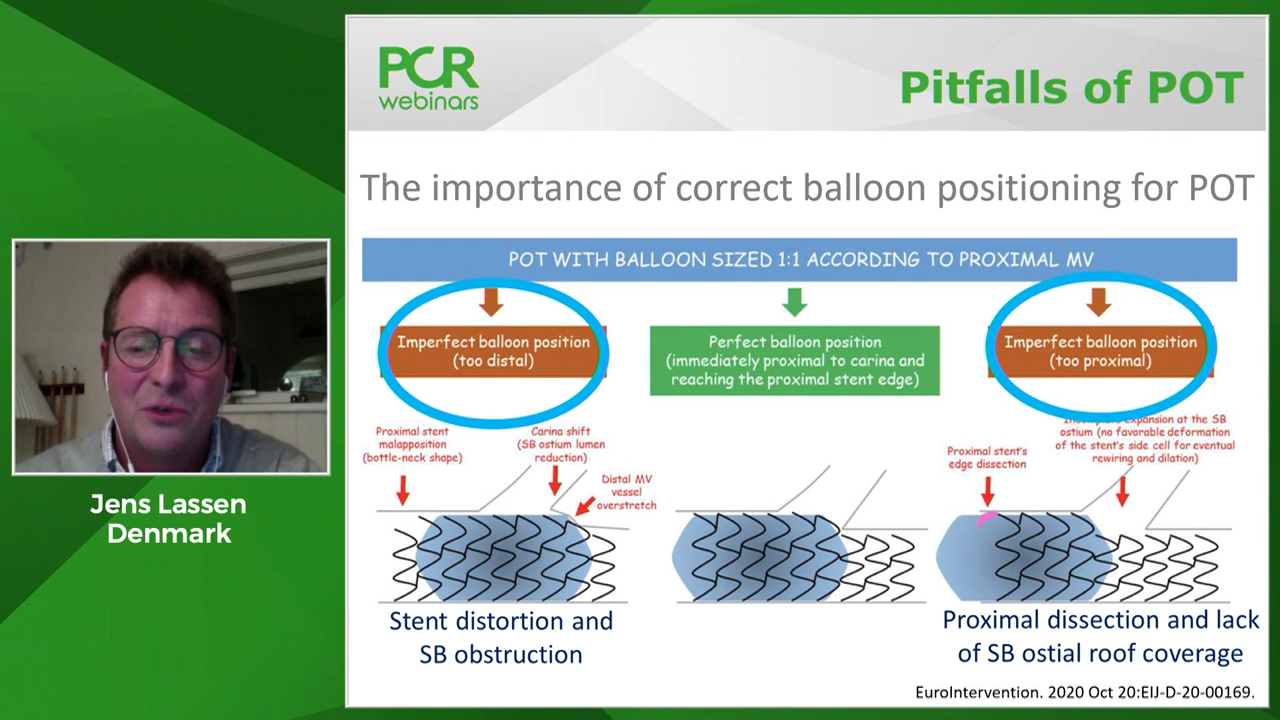 PCR
webinars
Pitfalls of POT
The importance of correct balloon positioning for POT
POT WITH BALLOON SIZED 1:1 ACCORDING TO PROXIMAL MV
Imperfect balloon position
(too distal)
Perfect balloon position
(immediately proximal to carina and
reaching the proximal stent edge)
Imperfect balloon position
(too proximal)
Proximal stent
malapposition
(bottle-neck shape)
Carina shift
(SB ostium lumen
reduction)
Distal MV
vessel
overstretch
Proximal stent's
edge dissection
expansion at the SB
ostium (no favorable deformation
of the stent's side cell for eventual
rewiring and dilation)
Stent distortion and
SB obstruction
Proximal dissection and lack
of SB ostial roof coverage
EuroIntervention. 2020 Oct 20:EIJ-D-20-00169.
Jens Lassen
Denmark